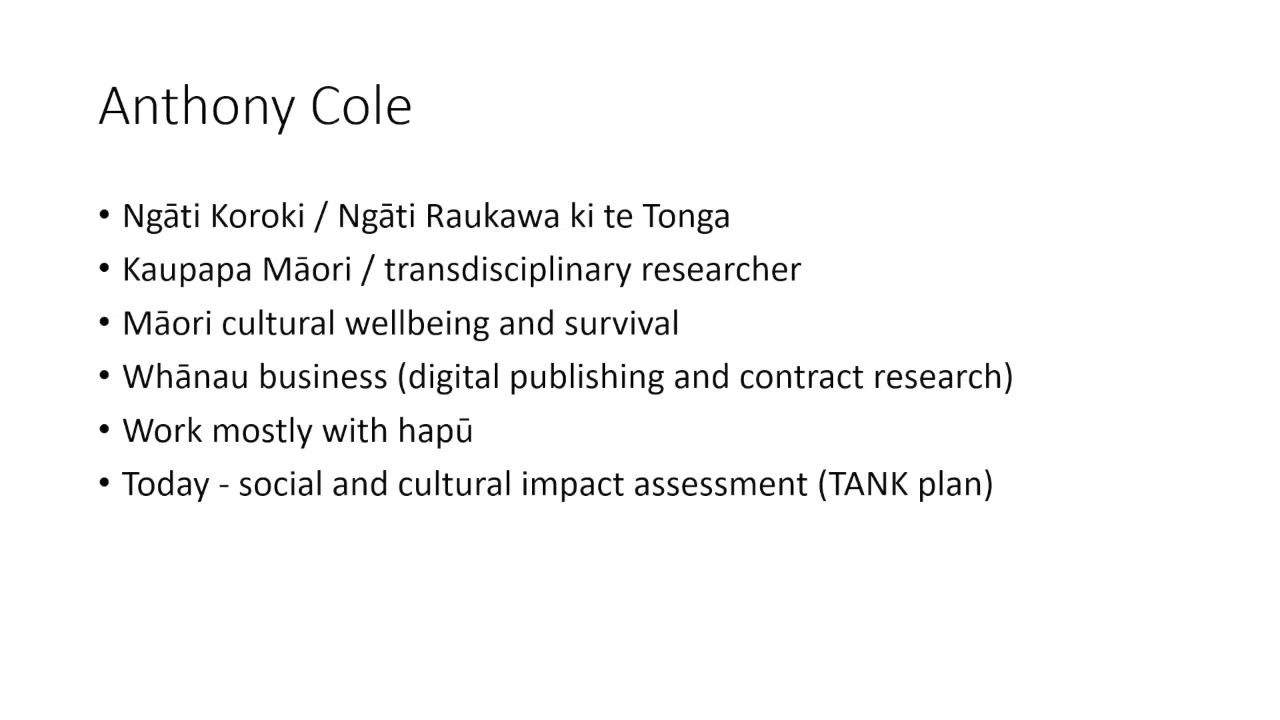 Anthony Cole
• Ngāti Koroki / Ngāti Raukawa ki te Tonga
• Kaupapa Māori / transdisciplinary researcher
• Māori cultural wellbeing and survival
• Whānau business (digital publishing and contract research)
• Work mostly with hapū
• Today - social and cultural impact assessment (TANK plan)